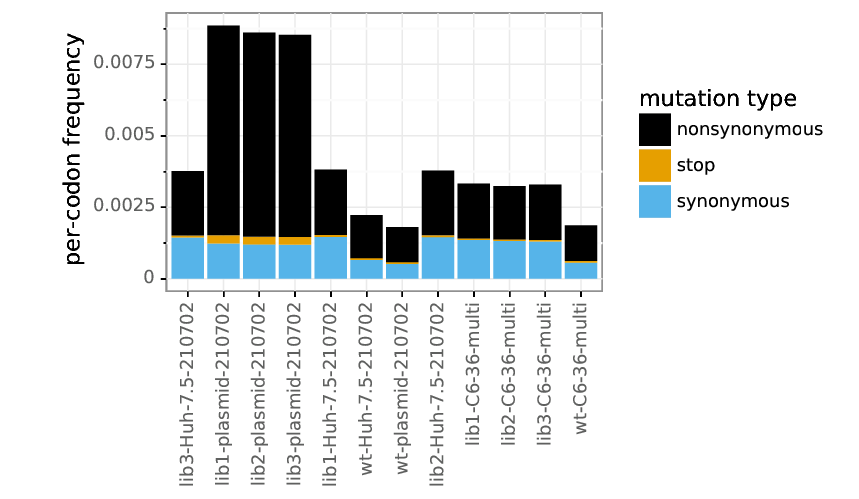 per-codon frequency
0.0075
0.005
0.0025
0
lib3-Huh-7.5-210702
lib1-plasmid-210702
lib2-plasmid-210702
lib3-plasmid-210702
lib1-Huh-7.5-210702
wt-Huh-7.5-210702
wt-plasmid-210702
lib2-Huh-7.5-210702
lib1-C6-36-multi
lib2-C6-36-multi
lib3-C6-36-multi
wt-C6-36-multi
mutation type
nonsynonymous
stop
synonymous